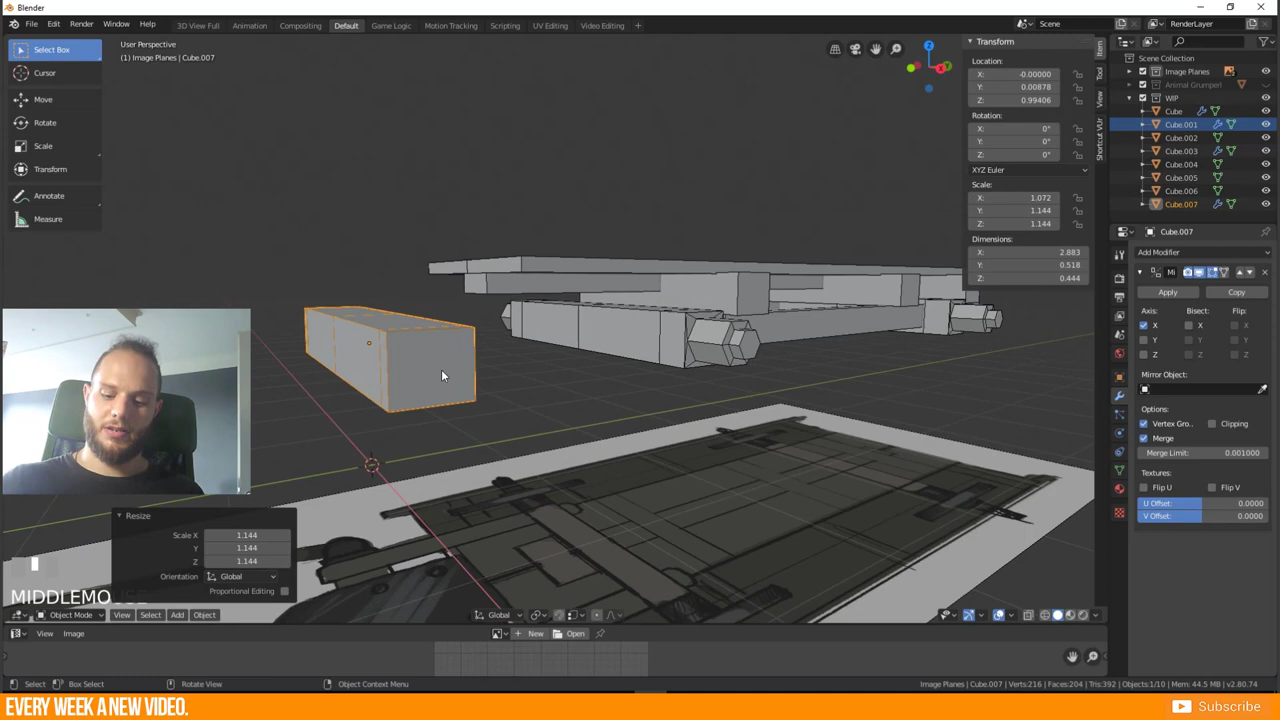 Blender
File Edit Render Window Help
3D View Full Animation Compositing Default Game Logic Motion Tracking Scripting UV Editing Video Editing +
Scene
RenderLayer
Select Box
Cursor
Move
Rotate
Scale
Transform
Annotate
Measure
User Perspective
(1) Image Planes | Cube.007
Transform
Location:
X: -0.00000
Y: 0.00878
Z: 0.99406
Rotation:
X: 0°
Y: 0°
Z: 0°
XYZ Euler
Scale:
X: 1.072
Y: 1.144
Z: 1.144
Dimensions:
X: 2.883
Y: 0.518
Z: 0.444
Item
Tool
View
Shortcut VUr
Scene Collection
Image Planes
Animal Grumperl
WIP
Cube
Cube.001
Cube.002
Cube.003
Cube.004
Cube.005
Cube.006
Cube.007
Cube.007
Add Modifier
Mi
Apply Copy
Axis: Bisect: Flip:
X X X
Y Y Y
Z Z Z
Mirror Object:
Options:
Vertex Gro.. Clipping
Merge
Merge Limit: 0.001000
Textures:
Flip U Flip V
U Offset: 0.0000
V Offset: 0.0000
Resize
Scale X 1.144
Y 1.144
Z 1.144
Orientation Global
Proportional Editing
MIDDLEMO
Object Mode View Select Add Object
Global
View Image
New Open
Select Box Select Rotate View Object Context Menu
Image Planes | Cube.007 | Verts:216 | Faces:204 | Tris:392 | Objects:1/10 | Mem: 44.5 MB | v2.80.74
EVERY WEEK A NEW VIDEO.
Subscribe